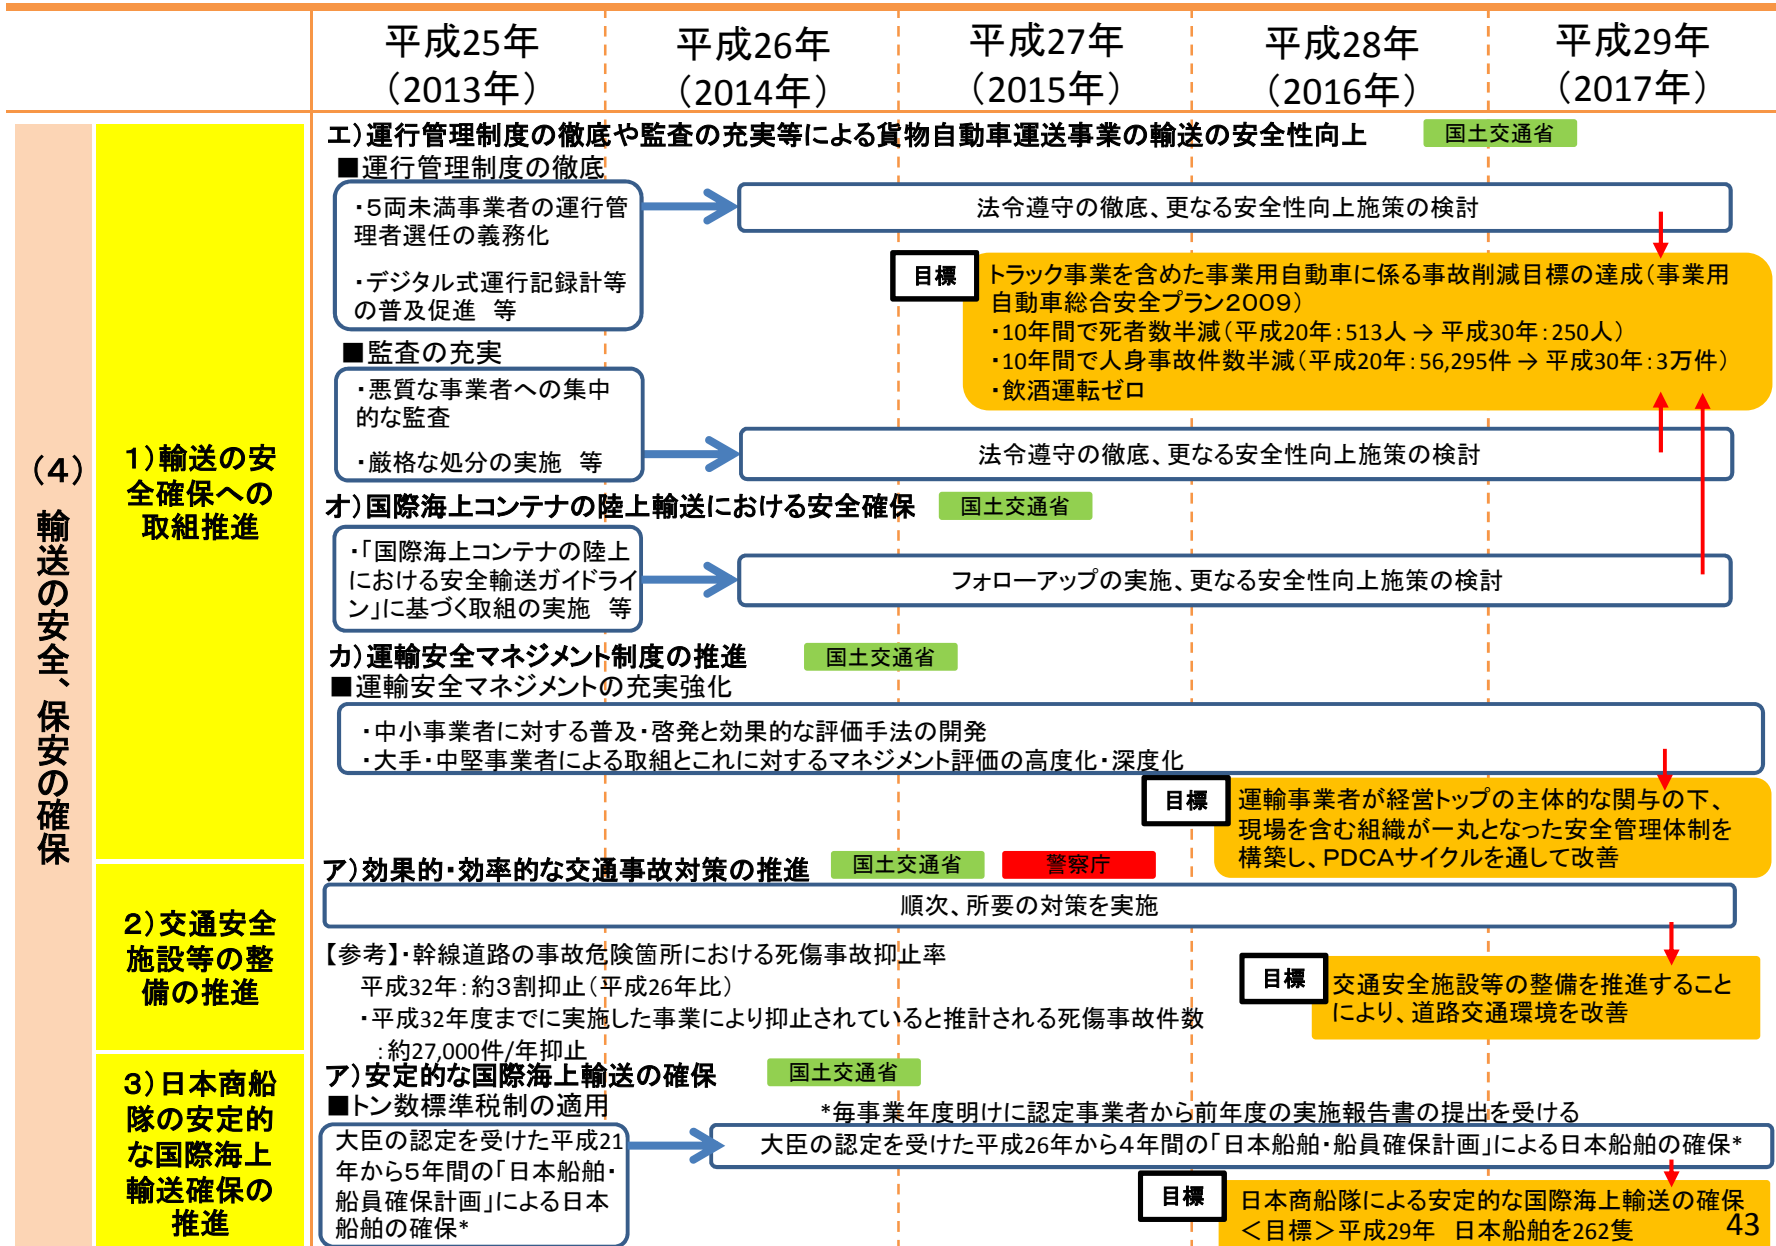 平成25年
（2013年）
平成26年
（2014年）
平成27年
（2015年）
平成28年
（2016年）
平成29年
（2017年）
（４）輸送の安全、保安の確保
１）輸送の安
全確保への
取組推進
エ）運行管理制度の徹底や監査の充実等による貨物自動車運送事業の輸送の安全性向上
国土交通省
■運行管理制度の徹底
・５両未満事業者の運行管
理者選任の義務化
・デジタル式運行記録計等
の普及促進　等
法令遵守の徹底、更なる安全性向上施策の検討
目標
トラック事業を含めた事業用自動車に係る事故削減目標の達成（事業用
自動車総合安全プラン２００９）
・10年間で死者数半減（平成20年：513人 → 平成30年：250人）
・10年間で人身事故件数半減（平成20年：56,295件 → 平成30年：3万件）
・飲酒運転ゼロ
■監査の充実
・悪質な事業者への集中
的な監査
・厳格な処分の実施　等
法令遵守の徹底、更なる安全性向上施策の検討
オ）国際海上コンテナの陸上輸送における安全確保
国土交通省
・「国際海上コンテナの陸上
における安全輸送ガイドライ
ン」に基づく取組の実施　等
フォローアップの実施、更なる安全性向上施策の検討
カ）運輸安全マネジメント制度の推進
国土交通省
■運輸安全マネジメントの充実強化
・中小事業者に対する普及・啓発と効果的な評価手法の開発
・大手・中堅事業者による取組とこれに対するマネジメント評価の高度化・深度化
目標
運輸事業者が経営トップの主体的な関与の下、
現場を含む組織が一丸となった安全管理体制を
構築し、ＰＤＣＡサイクルを通して改善
２）交通安全
施設等の整
備の推進
ア）効果的・効率的な交通事故対策の推進
国土交通省
警察庁
順次、所要の対策を実施
【参考】・幹線道路の事故危険箇所における死傷事故抑止率
平成32年：約３割抑止（平成26年比）
・平成32年度までに実施した事業により抑止されていると推計される死傷事故件数
：約27,000件/年抑止
目標
交通安全施設等の整備を推進すること
により、道路交通環境を改善
３）日本商船
隊の安定的
な国際海上
輸送確保の
推進
ア）安定的な国際海上輸送の確保
国土交通省
■トン数標準税制の適用
*毎事業年度明けに認定事業者から前年度の実施報告書の提出を受ける
大臣の認定を受けた平成21
年から５年間の「日本船舶・
船員確保計画」による日本
船舶の確保*
大臣の認定を受けた平成26年から４年間の「日本船舶・船員確保計画」による日本船舶の確保*
目標
日本商船隊による安定的な国際海上輸送の確保
＜目標＞平成29年　日本船舶を262隻
43